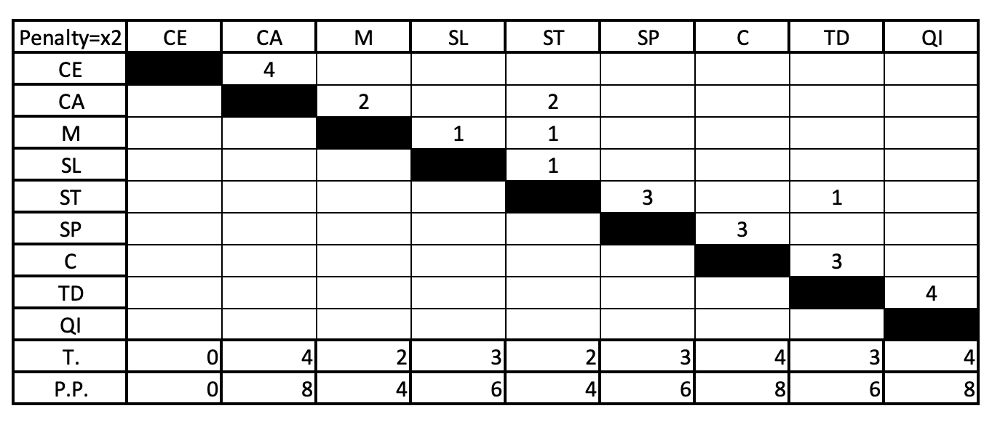 Penalty=x2 CE CA M SL ST SP C TD QI
CE 4
CA 2 2
M 1 1
SL 1
ST 3 1
SP 3
C 3
TD 4
QI
T. 0 4 2 3 2 3 4 3 4
P.P. 0 8 4 6 4 6 8 6 8